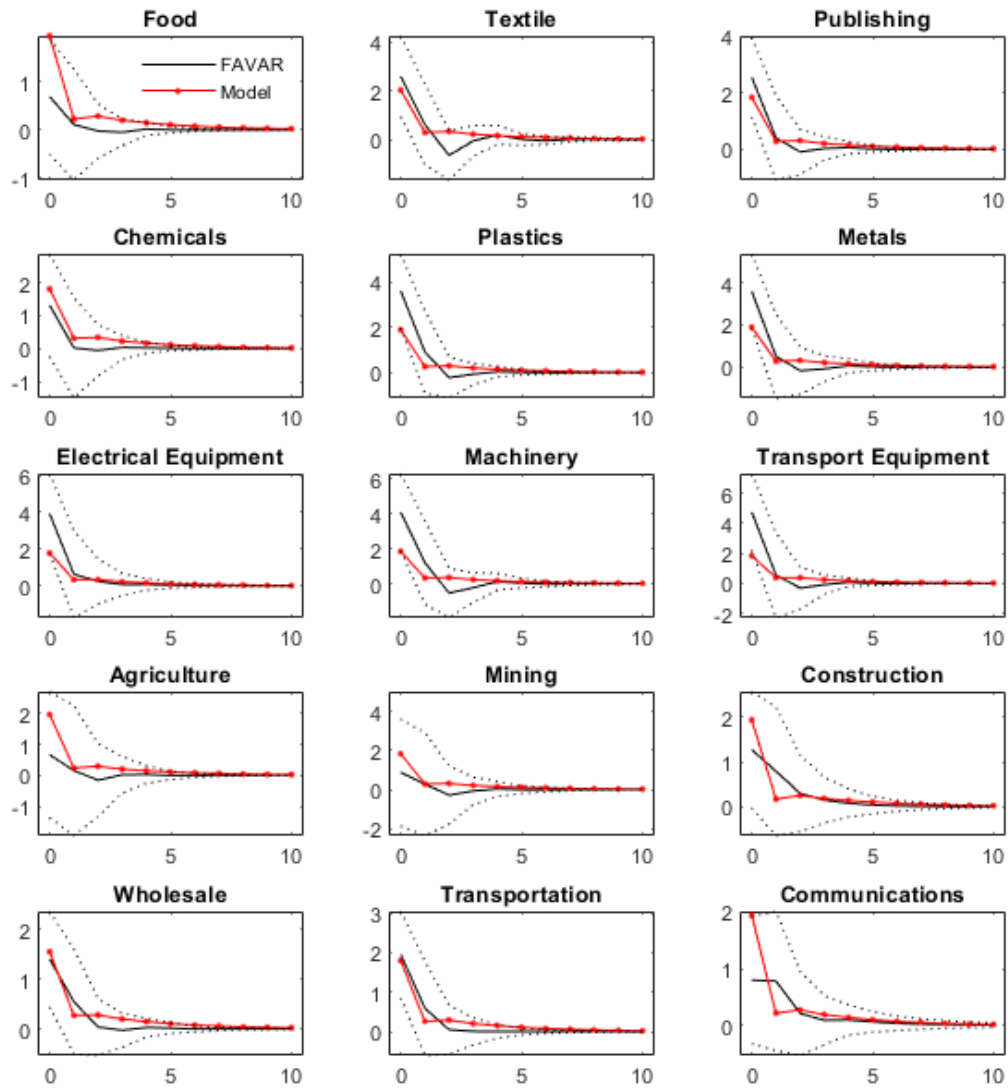 Food Textile Publishing
FAVAR
Model
1
0
-1
0 5 10
4
2
0
0 5 10
4
2
0
0 5 10
Chemicals Plastics Metals
2
1
0
-1
0 5 10
4
2
0
0 5 10
4
2
0
0 5 10
Electrical Equipment Machinery Transport Equipment
6
4
2
0
0 5 10
6
4
2
0
0 5 10
6
4
2
0
-2
0 5 10
Agriculture Mining Construction
2
1
0
-1
0 5 10
4
2
0
-2
0 5 10
2
1
0
0 5 10
Wholesale Transportation Communications
2
1
0
0 5 10
3
2
1
0
0 5 10
2
1
0
0 5 10